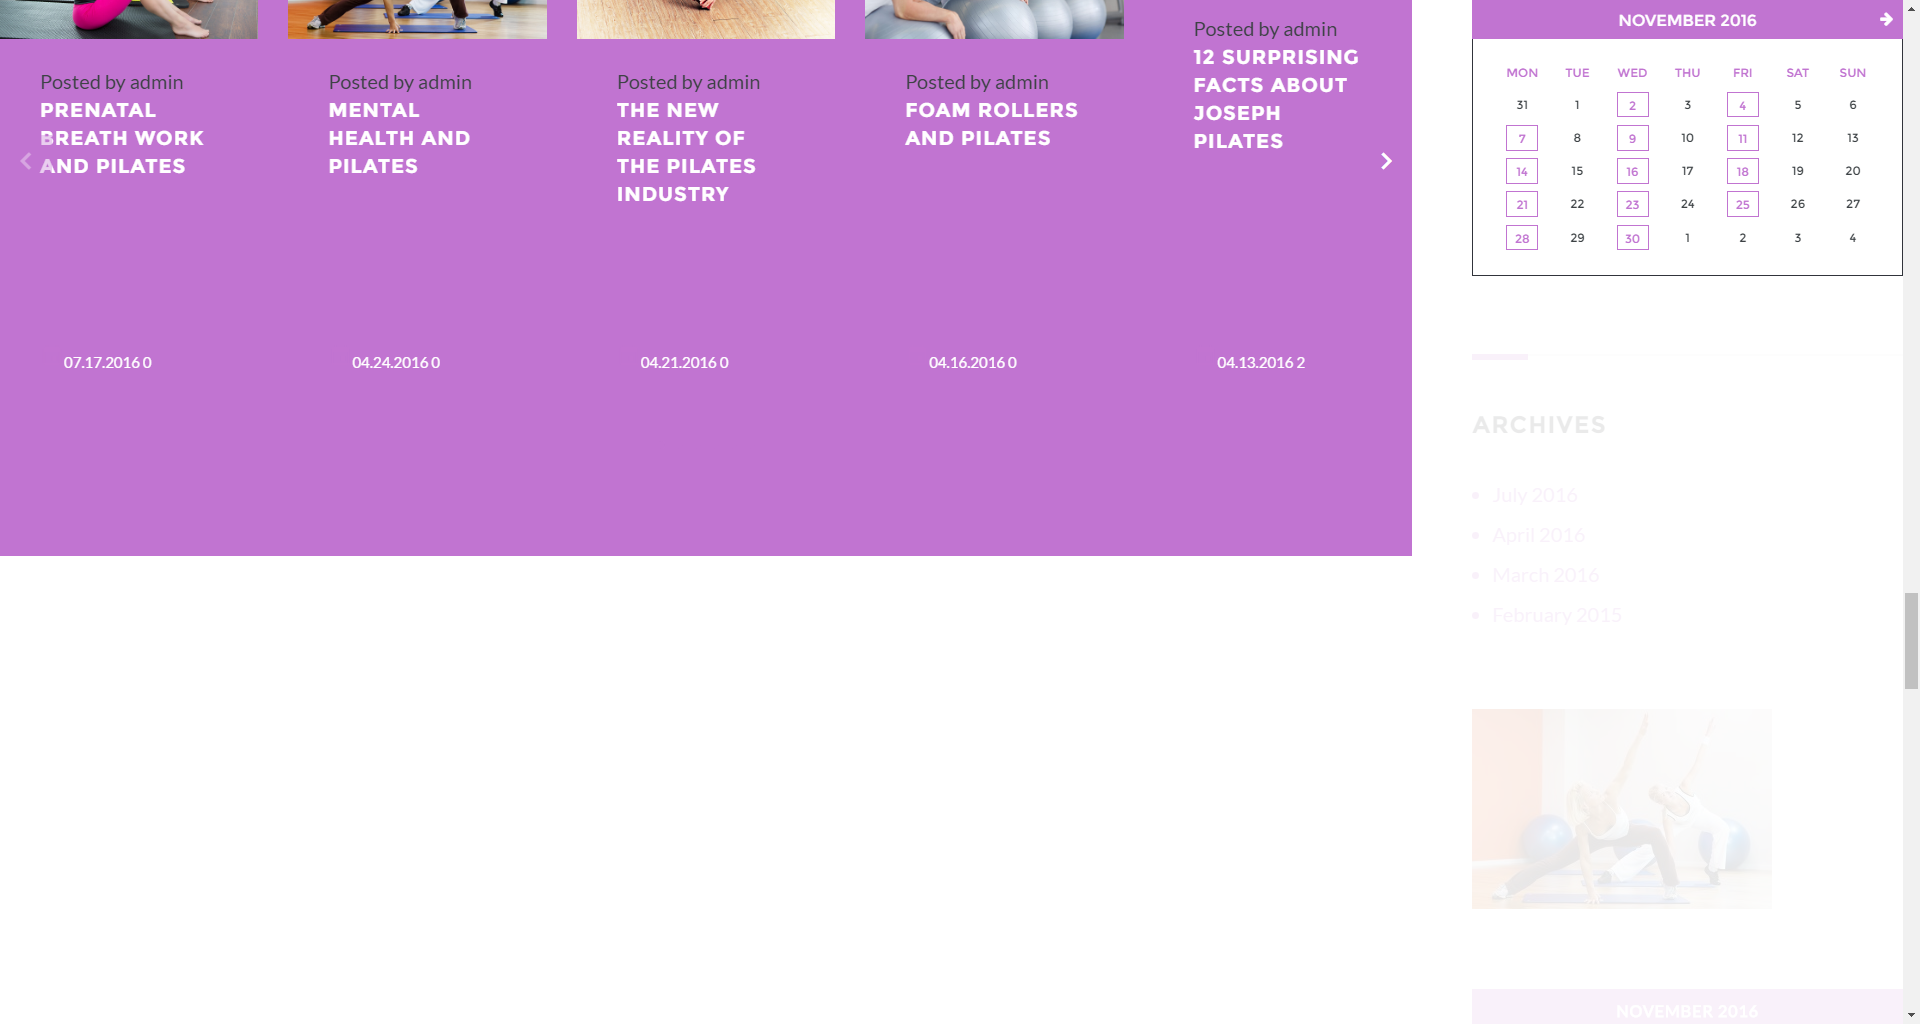 Posted by admin
PRENATAL
BREATH WORK
AND PILATES
07.17.2016 0
Posted by admin
MENTAL
HEALTH AND
PILATES
04.24.2016 0
Posted by admin
THE NEW
REALITY OF
THE PILATES
INDUSTRY
04.21.2016 0
Posted by admin
FOAM ROLLERS
AND PILATES
04.16.2016 0
Posted by admin
12 SURPRISING
FACTS ABOUT
JOSEPH
PILATES
04.13.2016 2
NOVEMBER 2016
MON TUE WED THU FRI SAT SUN
31 1 2 3 4 5 6
7 8 9 10 11 12 13
14 15 16 17 18 19 20
21 22 23 24 25 26 27
28 29 30 1 2 3 4
ARCHIVES
July 2016
April 2016
March 2016
February 2015
NOVEMBER 2016